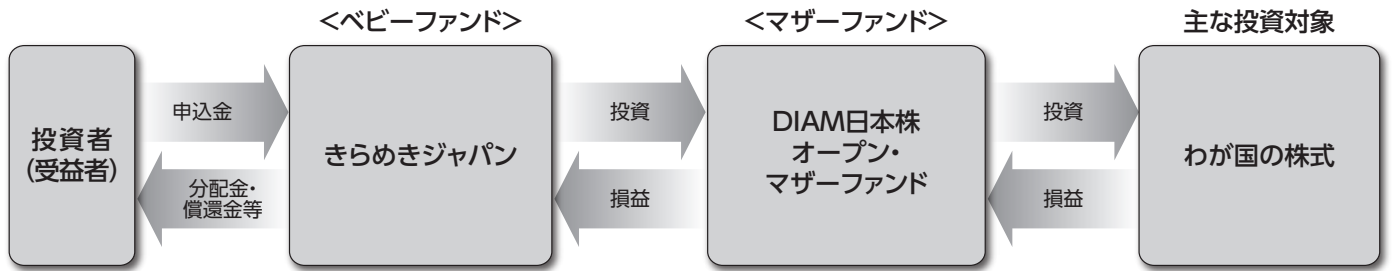 ＜ベビーファンド＞
＜マザーファンド＞
主な投資対象
投資者
(受益者)
申込金
分配金・
償還金等
きらめきジャパン
投資
損益
DIAM日本株
オープン・
マザーファンド
投資
損益
わが国の株式